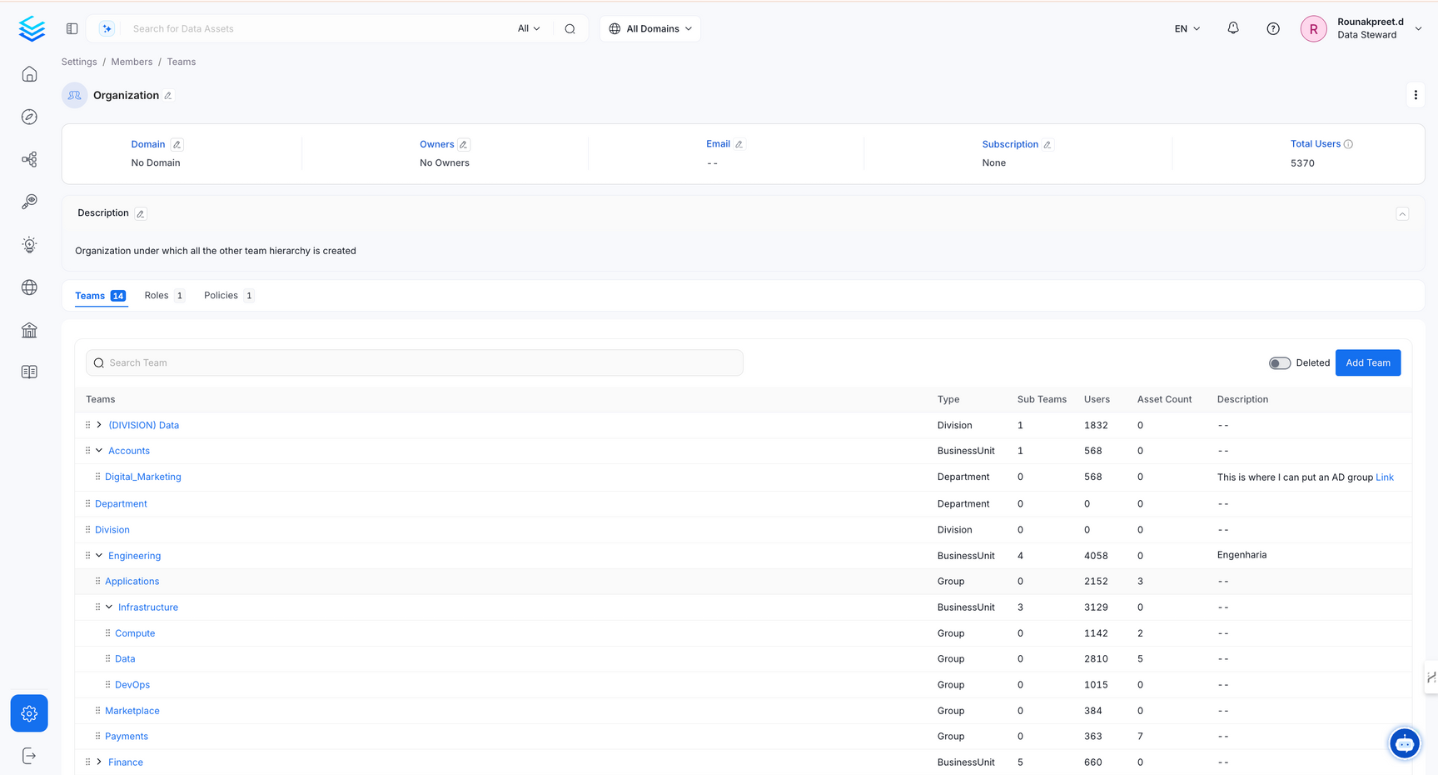 Search for Data Assets All All Domains EN R Rounakpreet.d
Data Steward
Settings / Members / Teams
Organization
Domain Owners Email Subscription Total Users
No Domain No Owners -- None 5370
Description
Organization under which all the other team hierarchy is created
Teams 14 Roles 1 Policies 1
Search Team Deleted Add Team
Teams Type Sub Teams Users Asset Count Description
(DIVISION) Data Division 1 1832 0 --
Accounts BusinessUnit 1 568 0 --
Digital_Marketing Department 0 568 0 This is where I can put an AD group Link
Department Department 0 0 0 --
Division Division 0 0 0 --
Engineering BusinessUnit 4 4058 0 Engenharia
Applications Group 0 2152 3 --
Infrastructure BusinessUnit 3 3129 0 --
Compute Group 0 1142 2 --
Data Group 0 2810 5 --
DevOps Group 0 1015 0 --
Marketplace Group 0 384 0 --
Payments Group 0 363 7 --
Finance BusinessUnit 5 660 0 --